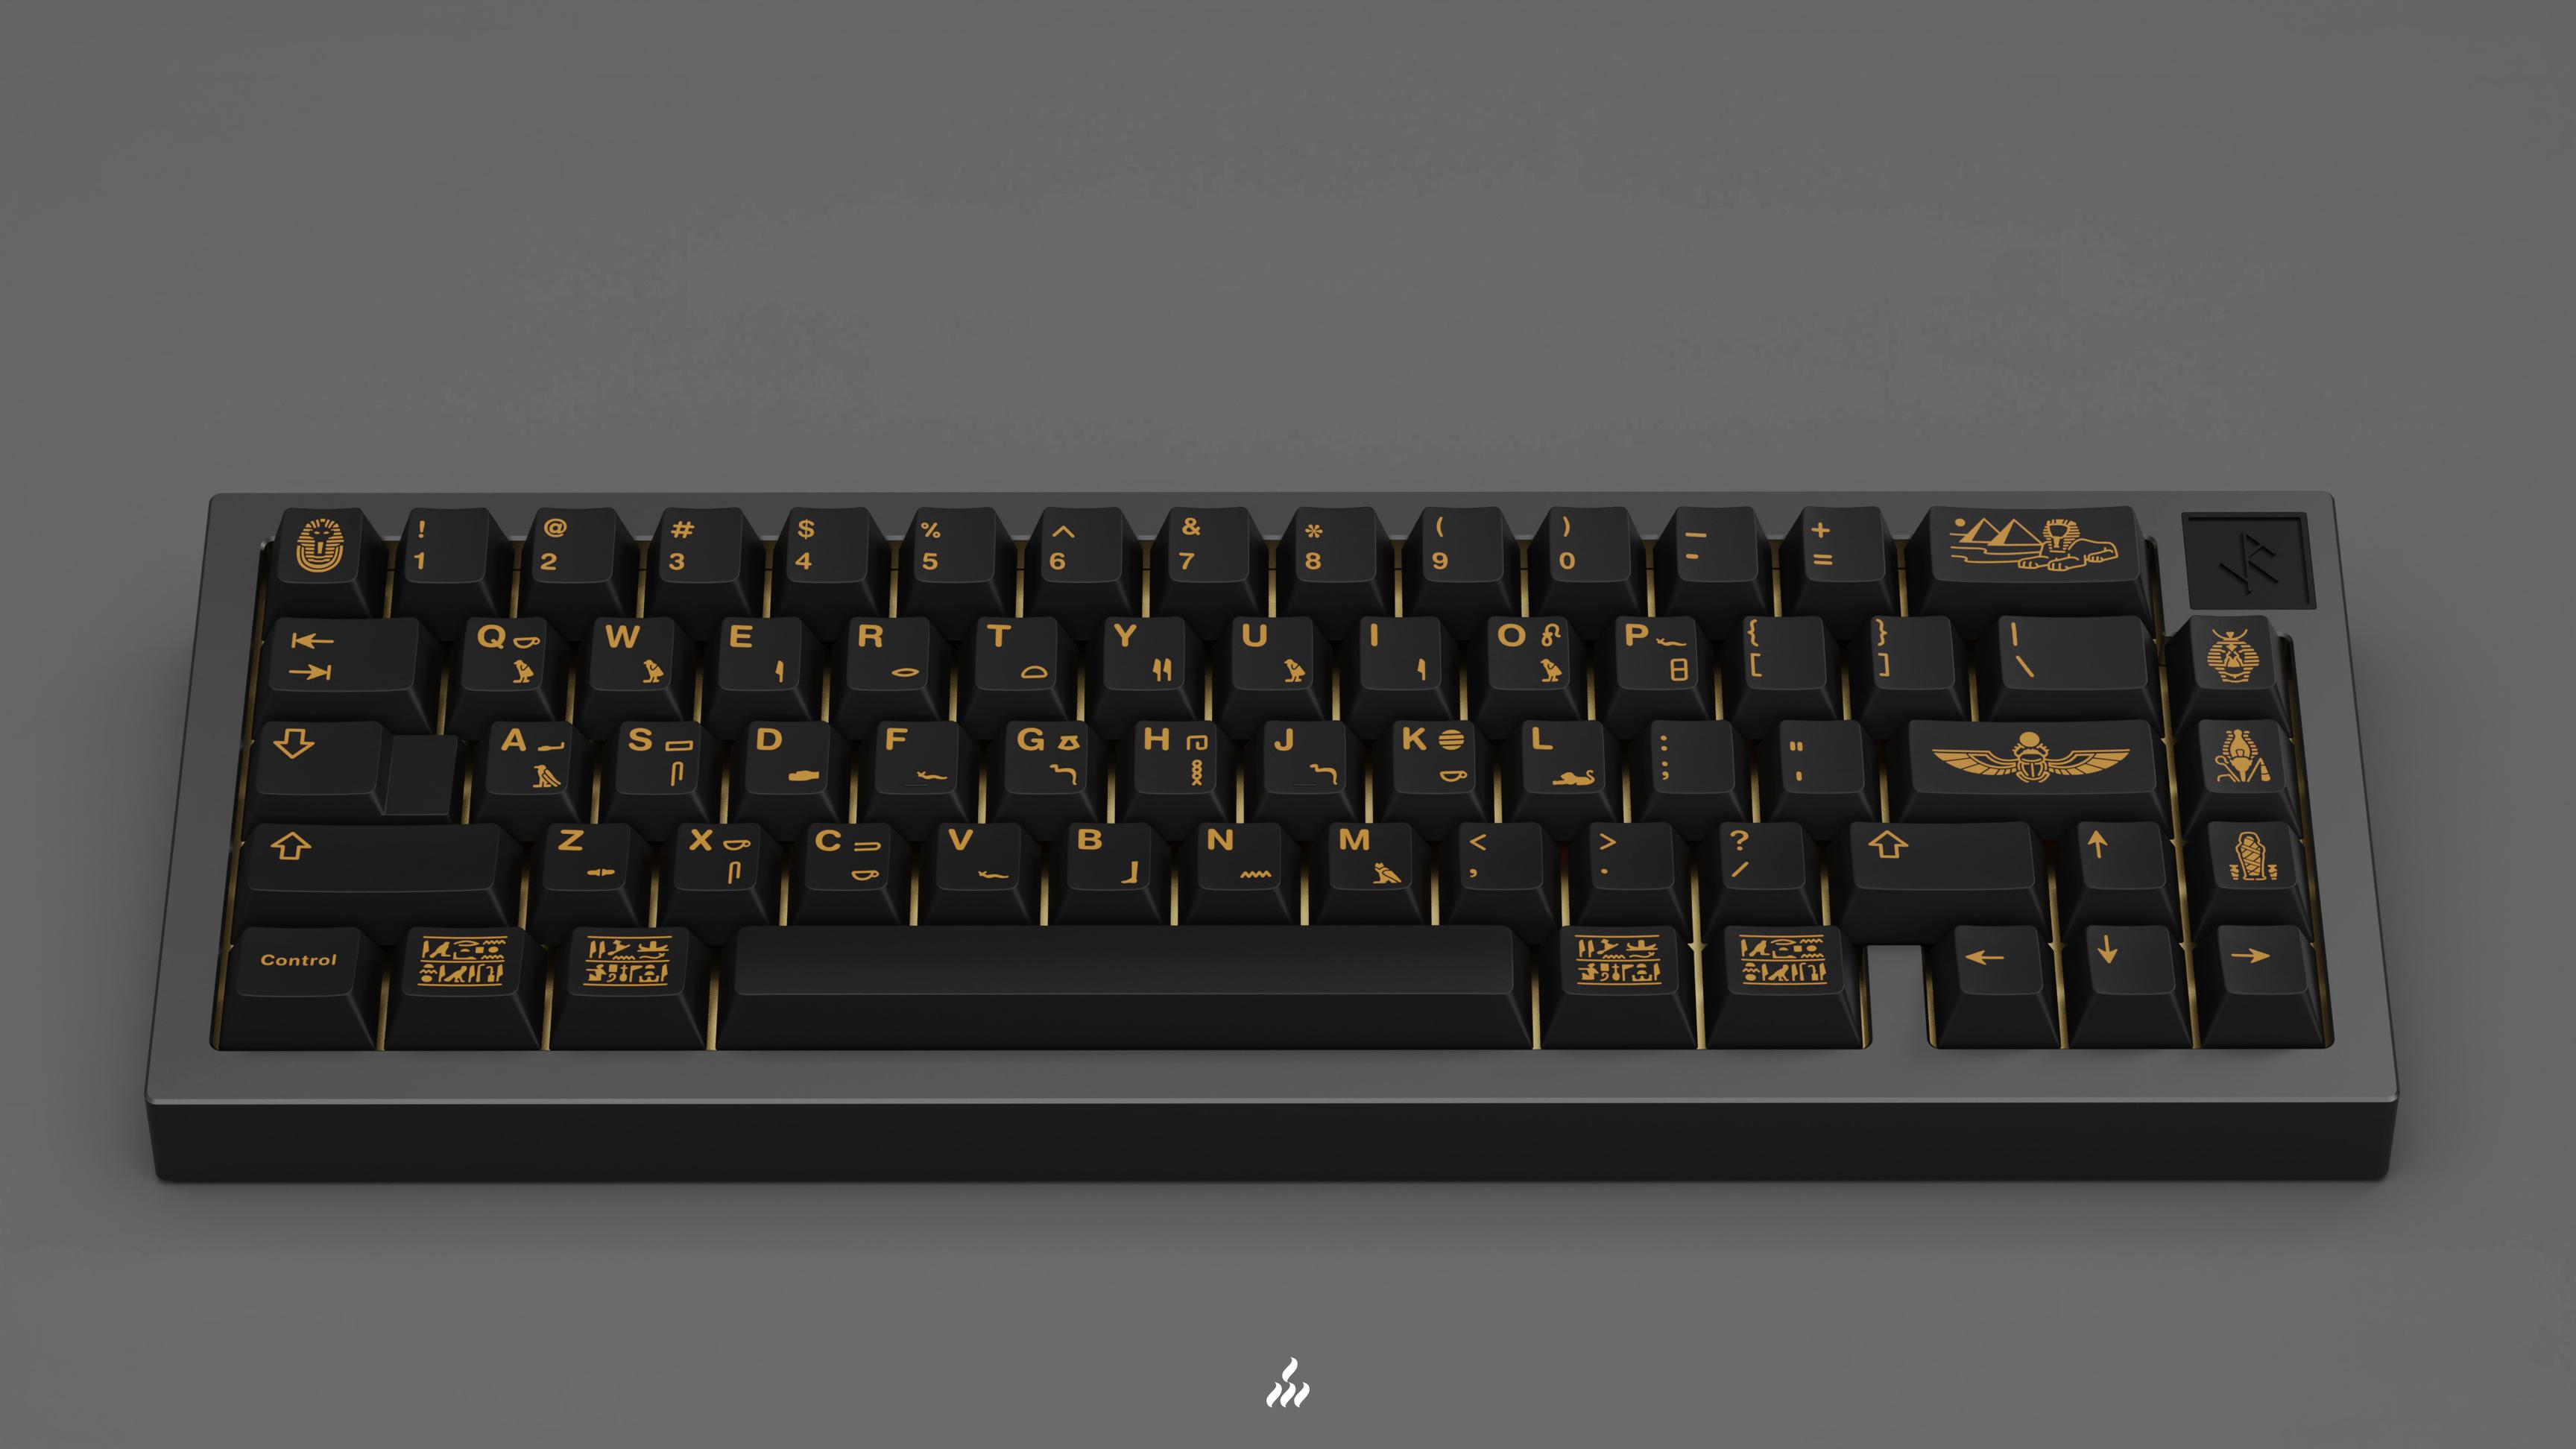 ! @ # $ % ^ & * ( ) _ +
1 2 3 4 5 6 7 8 9 0 - =
Q W E R T Y U I O P { } |
[ ] \
A S D F G H J K L : "
; '
Z X C V B N M < > ?
, . /
Control